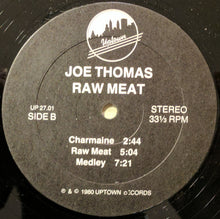 Uptown
JOE THOMAS
RAW MEAT
UP 27.01
SIDE B
STEREO
33⅓ RPM
Charmaine 2:44
Raw Meat 5:04
Medley 7:21
℗ & © 1980 UPTOWN RECORDS